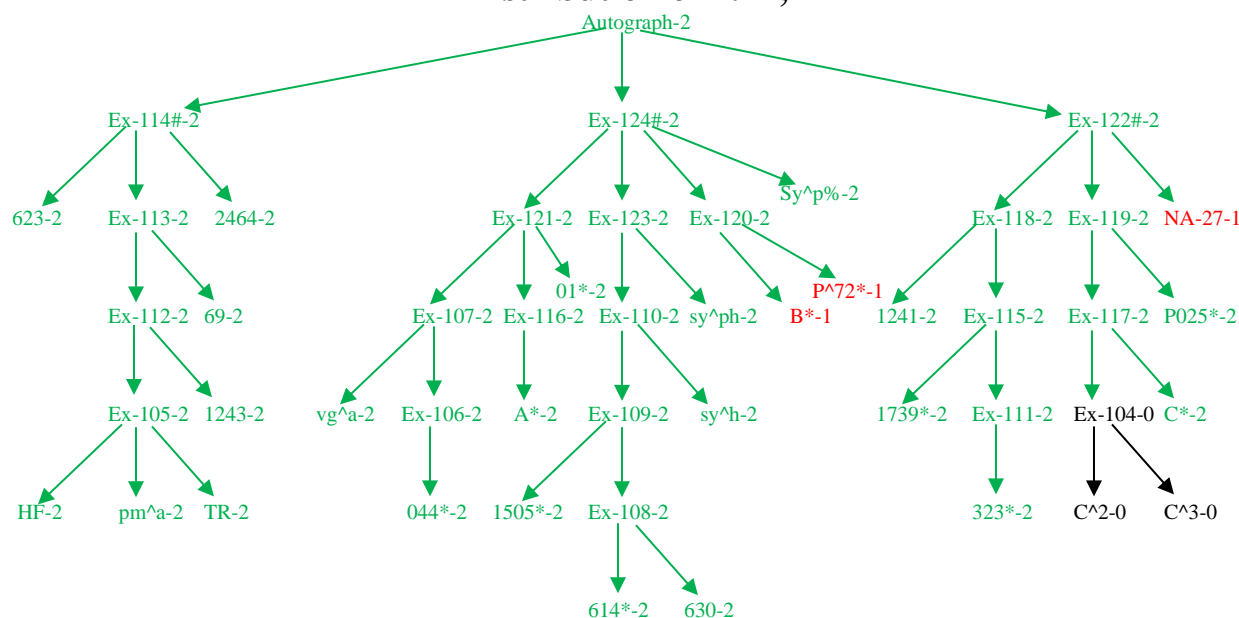 Autograph-2
Ex-114#-2 Ex-124#-2 Ex-122#-2
Sy^p%-2
623-2 Ex-113-2 2464-2 Ex-121-2 Ex-123-2 Ex-120-2 Ex-118-2 Ex-119-2 NA-27-1
01*-2 P^72*-1
Ex-112-2 69-2 Ex-107-2 Ex-116-2 Ex-110-2 sy^ph-2 B*-1 1241-2 Ex-115-2 Ex-117-2 P025*-2
Ex-105-2 1243-2 vg^a-2 Ex-106-2 A*-2 Ex-109-2 sy^h-2 1739*-2 Ex-111-2 Ex-104-0 C*-2
HF-2 pm^a-2 TR-2 044*-2 1505*-2 Ex-108-2 323*-2 C^2-0 C^3-0
614*-2 630-2